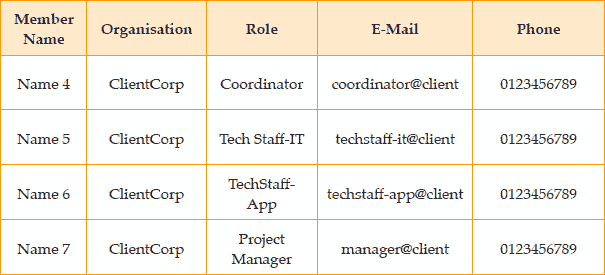 Member Name Organisation Role E-Mail Phone
Name 4 ClientCorp Coordinator coordinator@client 0123456789
Name 5 ClientCorp Tech Staff-IT techstaff-it@client 0123456789
Name 6 ClientCorp TechStaff-App techstaff-app@client 0123456789
Name 7 ClientCorp Project Manager manager@client 0123456789